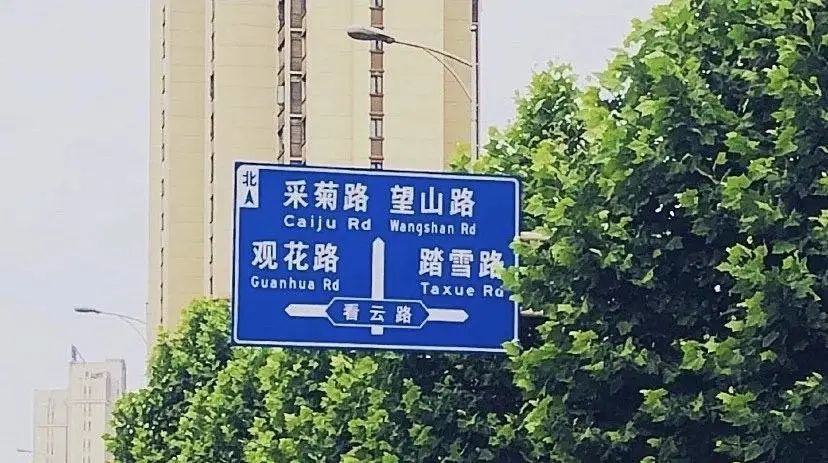 北
采菊路 望山路
Caiju Rd Wangshan Rd
观花路 踏雪路
Guanhua Rd Taxue Rd
看云路